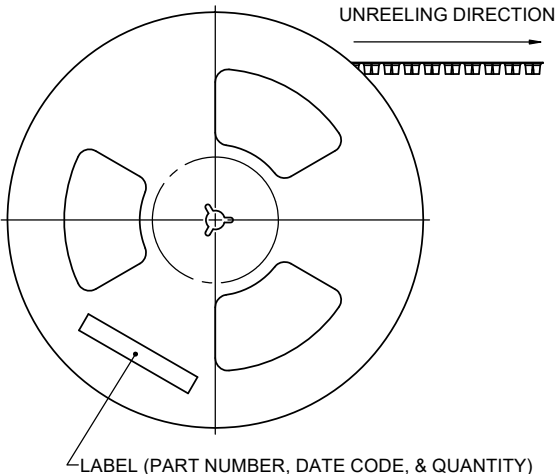 UNREELING DIRECTION
LABEL (PART NUMBER, DATE CODE, & QUANTITY)